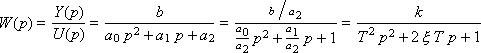 W(p) = Y(p)/U(p) = b/(a₀ p² + a₁ p + a₂) = (b/a₂)/((a₀/a₂) p² + (a₁/a₂) p + 1) = k/(T² p² + 2 ξ T p + 1)